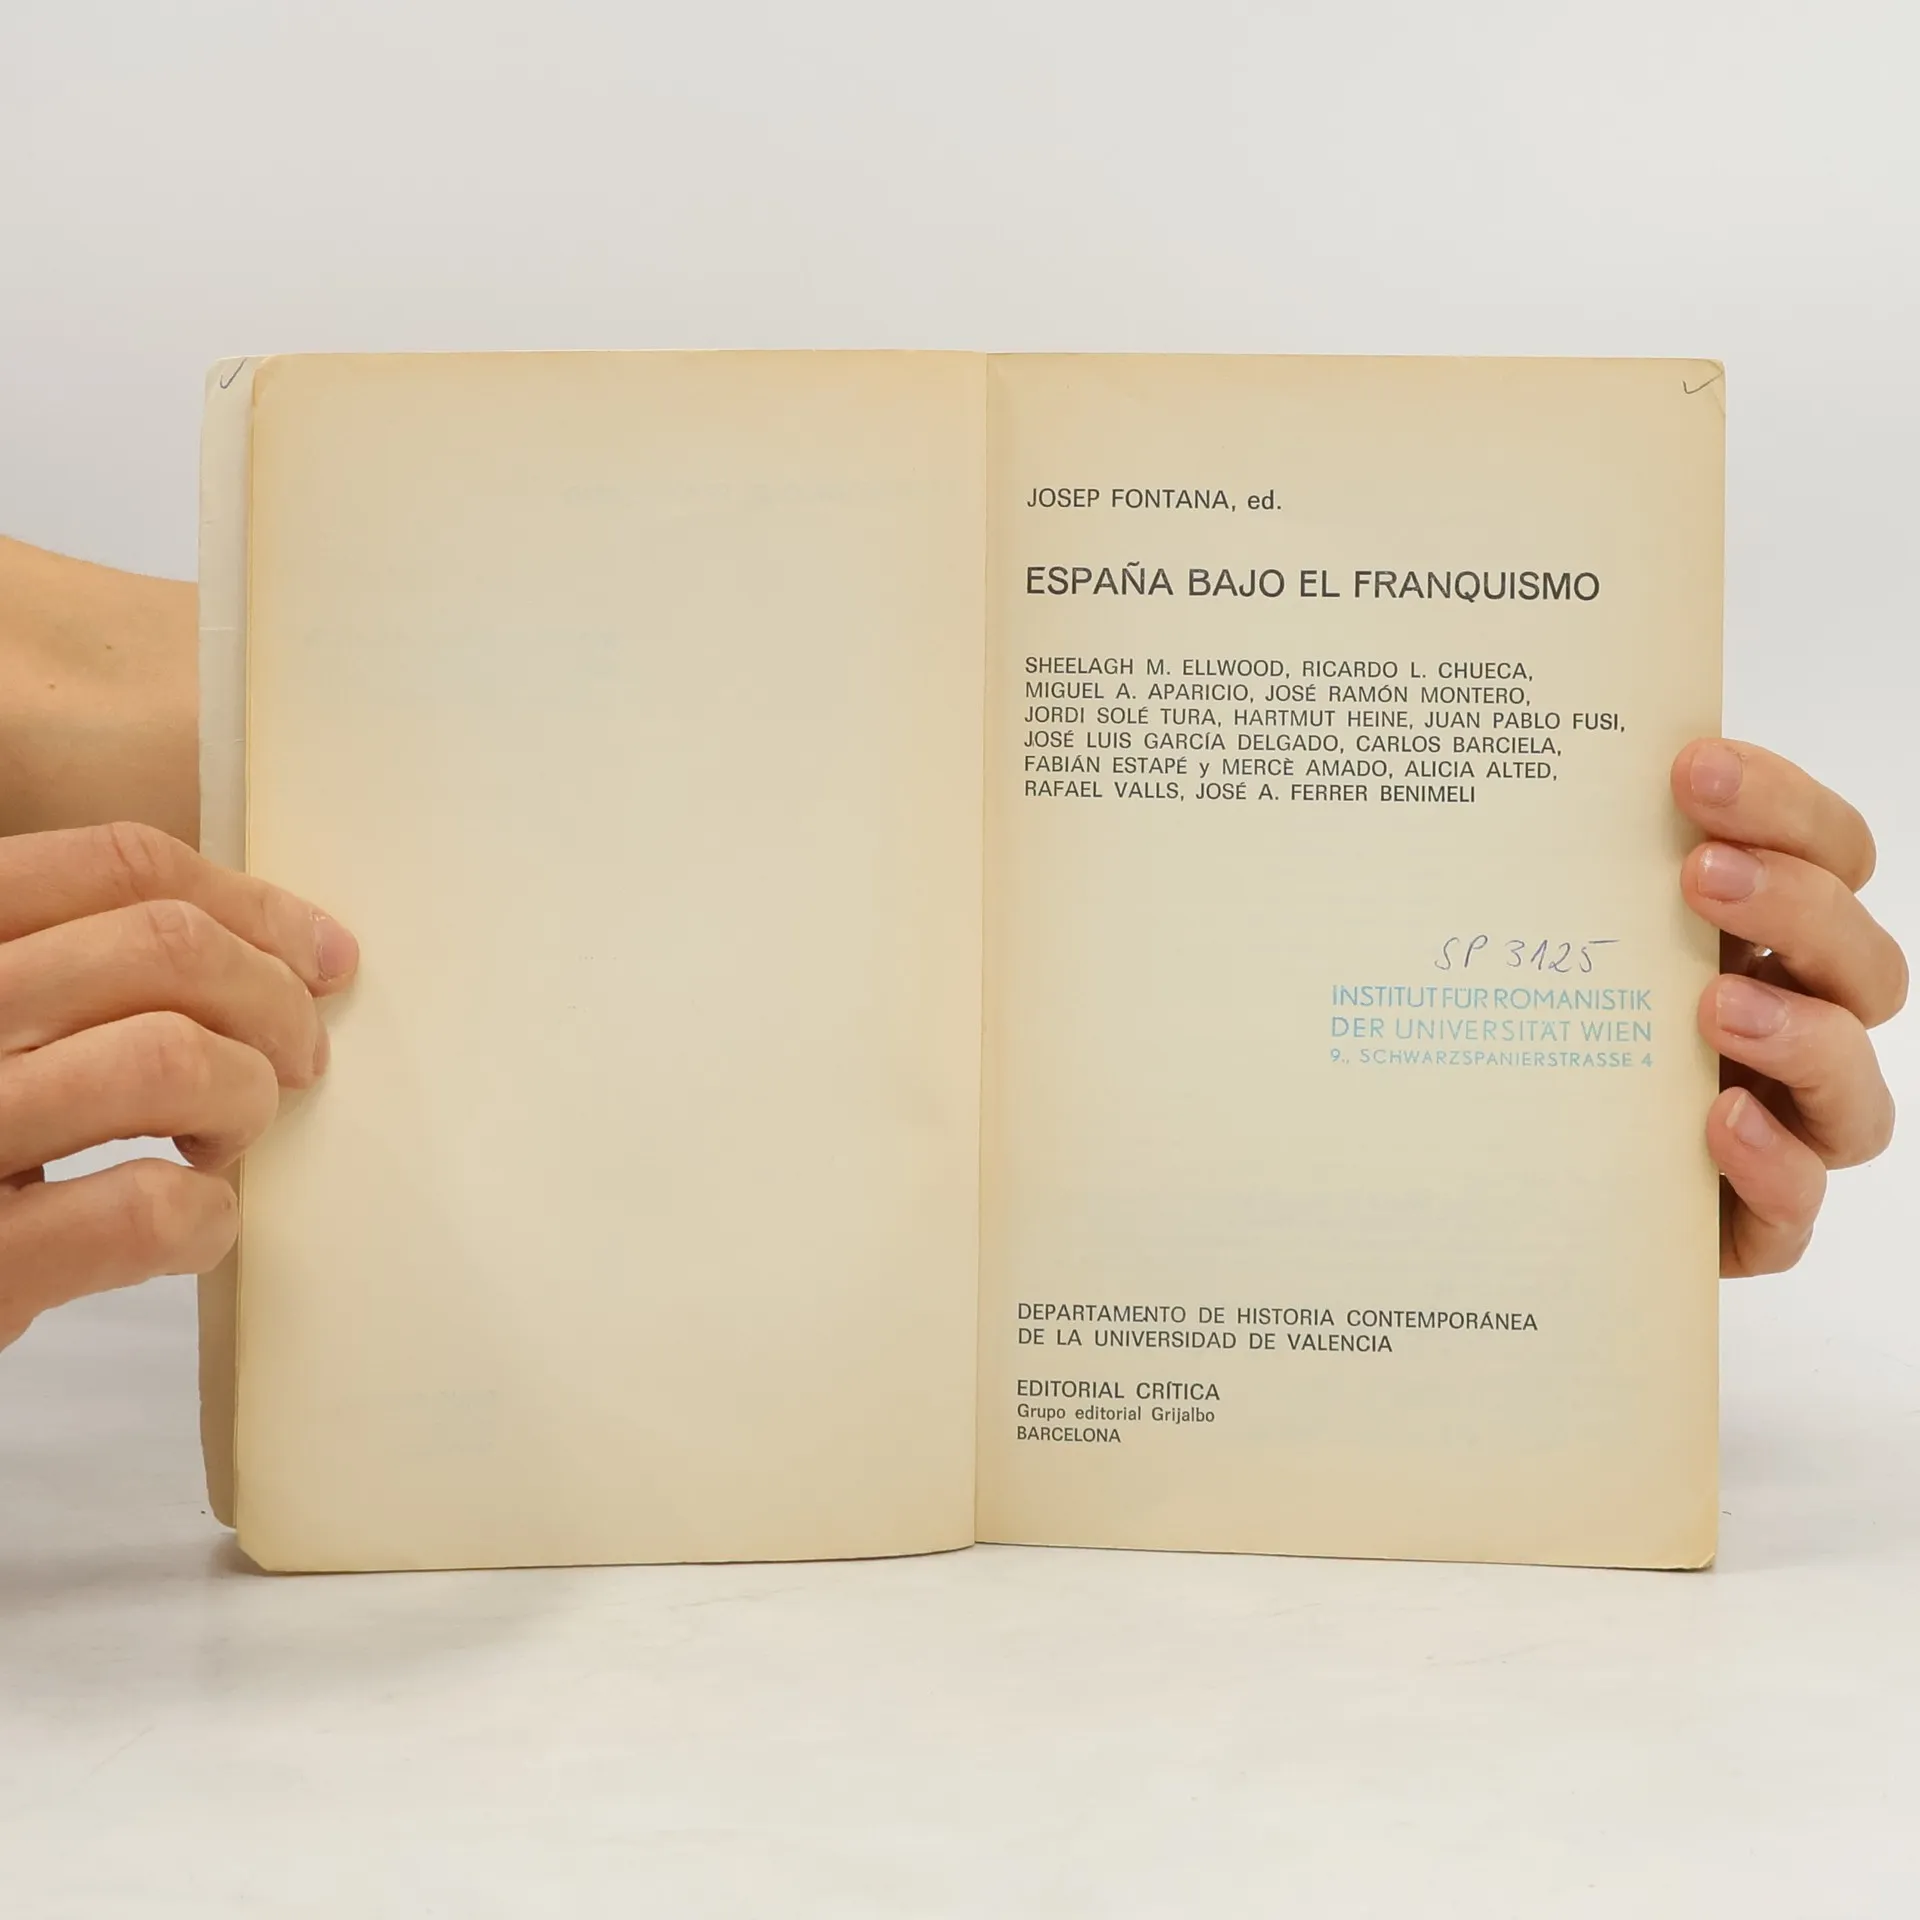 JOSEP FONTANA, ed.
ESPAÑA BAJO EL FRANQUISMO
SHEELAGH M. ELLWOOD, RICARDO L. CHUECA,
MIGUEL A. APARICIO, JOSÉ RAMÓN MONTERO,
JORDI SOLÉ TURA, HARTMUT HEINE, JUAN PABLO FUSI,
JOSÉ LUIS GARCÍA DELGADO, CARLOS BARCIELA,
FABIÁN ESTAPÉ y MERCÈ AMADO, ALICIA ALTED,
RAFAEL VALLS, JOSÉ A. FERRER BENIMELI
SP 3125
INSTITUT FÜR ROMANISTIK
DER UNIVERSITÄT WIEN
9., SCHWARZSPANIERSTRASSE 4
DEPARTAMENTO DE HISTORIA CONTEMPORÁNEA
DE LA UNIVERSIDAD DE VALENCIA
EDITORIAL CRÍTICA
Grupo editorial Grijalbo
BARCELONA